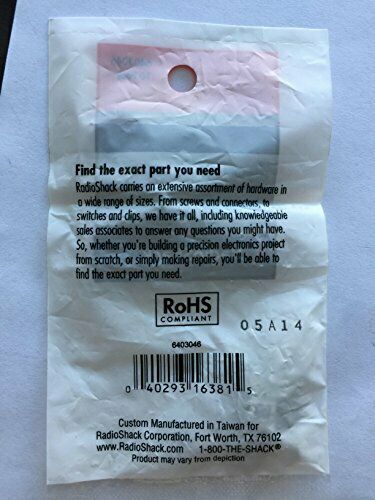 Find the exact part you need
RadioShack carries an extensive assortment of hardware in
a wide range of sizes. From screws and connectors, to
switches and clips, we have it all, including knowledgeable
sales associates to answer any questions you might have.
So, whether you're building a precision electronics project
from scratch, or simply making repairs, you'll be able to
find the exact part you need.
RoHS
COMPLIANT
05A14
6403046
0 40293 16381 5
Custom Manufactured in Taiwan for
RadioShack Corporation, Fort Worth, TX 76102
www.RadioShack.com 1-800-THE-SHACK®
Product may vary from depiction